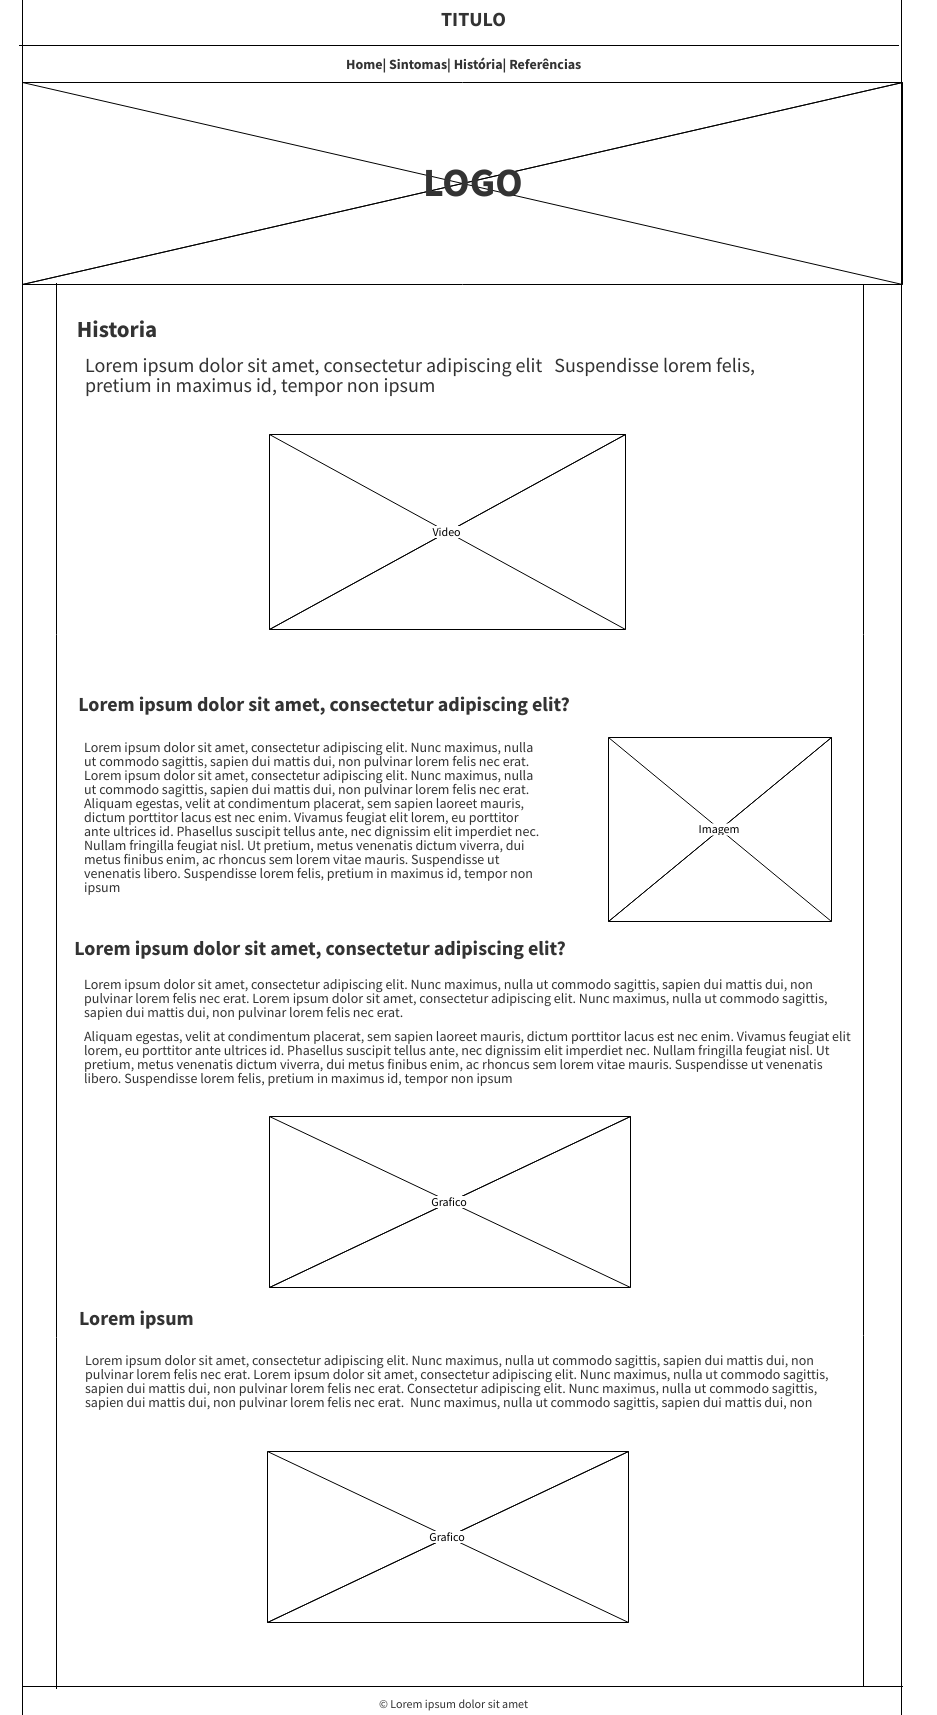 TITULO
Home| Sintomas| História| Referências
LOGO
Historia
Lorem ipsum dolor sit amet, consectetur adipiscing elit  Suspendisse lorem felis,
pretium in maximus id, tempor non ipsum
Video
Lorem ipsum dolor sit amet, consectetur adipiscing elit?
Lorem ipsum dolor sit amet, consectetur adipiscing elit. Nunc maximus, nulla
ut commodo sagittis, sapien dui mattis dui, non pulvinar lorem felis nec erat.
Lorem ipsum dolor sit amet, consectetur adipiscing elit. Nunc maximus, nulla
ut commodo sagittis, sapien dui mattis dui, non pulvinar lorem felis nec erat.
Aliquam egestas, velit at condimentum placerat, sem sapien laoreet mauris,
dictum porttitor lacus est nec enim. Vivamus feugiat elit lorem, eu porttitor
ante ultrices id. Phasellus suscipit tellus ante, nec dignissim elit imperdiet nec.
Nullam fringilla feugiat nisl. Ut pretium, metus venenatis dictum viverra, dui
metus finibus enim, ac rhoncus sem lorem vitae mauris. Suspendisse ut
venenatis libero. Suspendisse lorem felis, pretium in maximus id, tempor non
ipsum
Imagem
Lorem ipsum dolor sit amet, consectetur adipiscing elit?
Lorem ipsum dolor sit amet, consectetur adipiscing elit. Nunc maximus, nulla ut commodo sagittis, sapien dui mattis dui, non
pulvinar lorem felis nec erat. Lorem ipsum dolor sit amet, consectetur adipiscing elit. Nunc maximus, nulla ut commodo sagittis,
sapien dui mattis dui, non pulvinar lorem felis nec erat.
Aliquam egestas, velit at condimentum placerat, sem sapien laoreet mauris, dictum porttitor lacus est nec enim. Vivamus feugiat elit
lorem, eu porttitor ante ultrices id. Phasellus suscipit tellus ante, nec dignissim elit imperdiet nec. Nullam fringilla feugiat nisl. Ut
pretium, metus venenatis dictum viverra, dui metus finibus enim, ac rhoncus sem lorem vitae mauris. Suspendisse ut venenatis
libero. Suspendisse lorem felis, pretium in maximus id, tempor non ipsum
Grafico
Lorem ipsum
Lorem ipsum dolor sit amet, consectetur adipiscing elit. Nunc maximus, nulla ut commodo sagittis, sapien dui mattis dui, non
pulvinar lorem felis nec erat. Lorem ipsum dolor sit amet, consectetur adipiscing elit. Nunc maximus, nulla ut commodo sagittis,
sapien dui mattis dui, non pulvinar lorem felis nec erat. Consectetur adipiscing elit. Nunc maximus, nulla ut commodo sagittis,
sapien dui mattis dui, non pulvinar lorem felis nec erat.  Nunc maximus, nulla ut commodo sagittis, sapien dui mattis dui, non
Grafico
© Lorem ipsum dolor sit amet